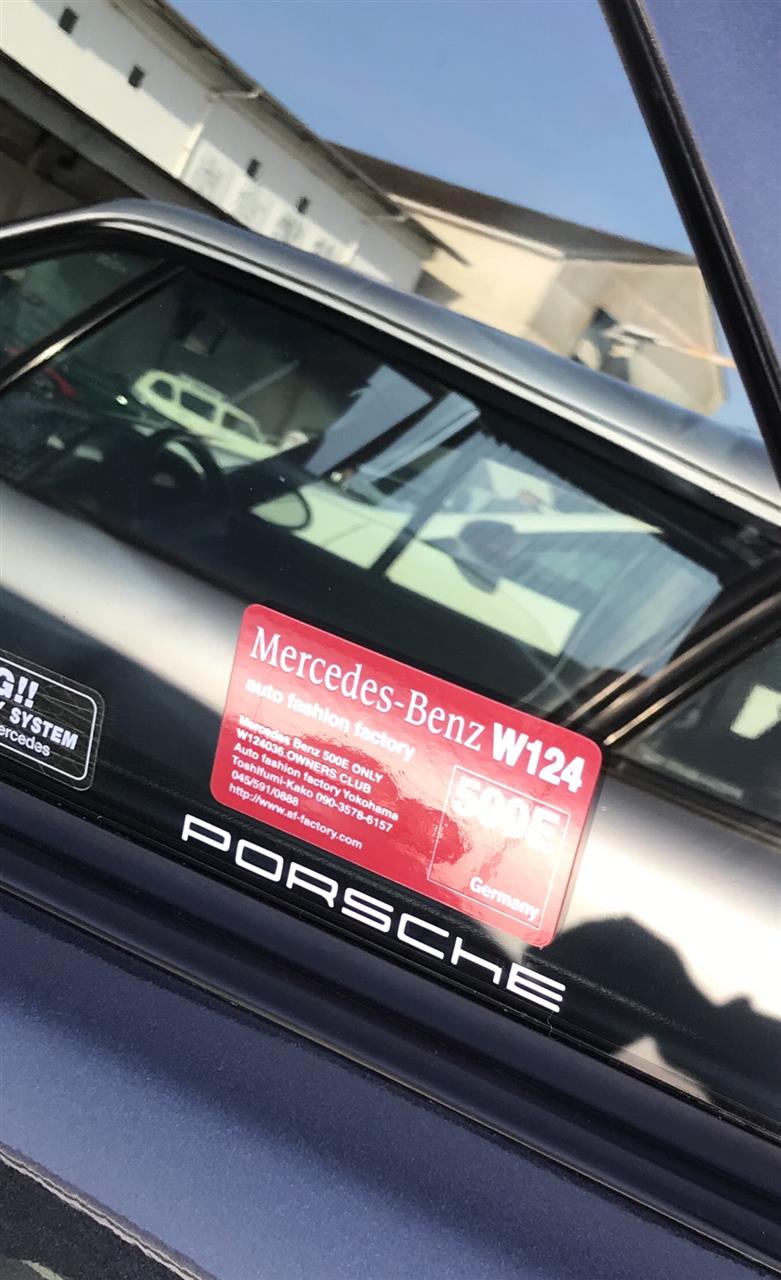 G!!
Y SYSTEM
ercedes
Mercedes-Benz W124
auto fashion factory
Mercedes Benz 500E ONLY
W124036.OWNERS CLUB
Auto fashion factory Yokohama
Toshifumi-Kako 090-3578-6157
045/591/0888
http://www.af-factory.com
500E
Germany
PORSCHE